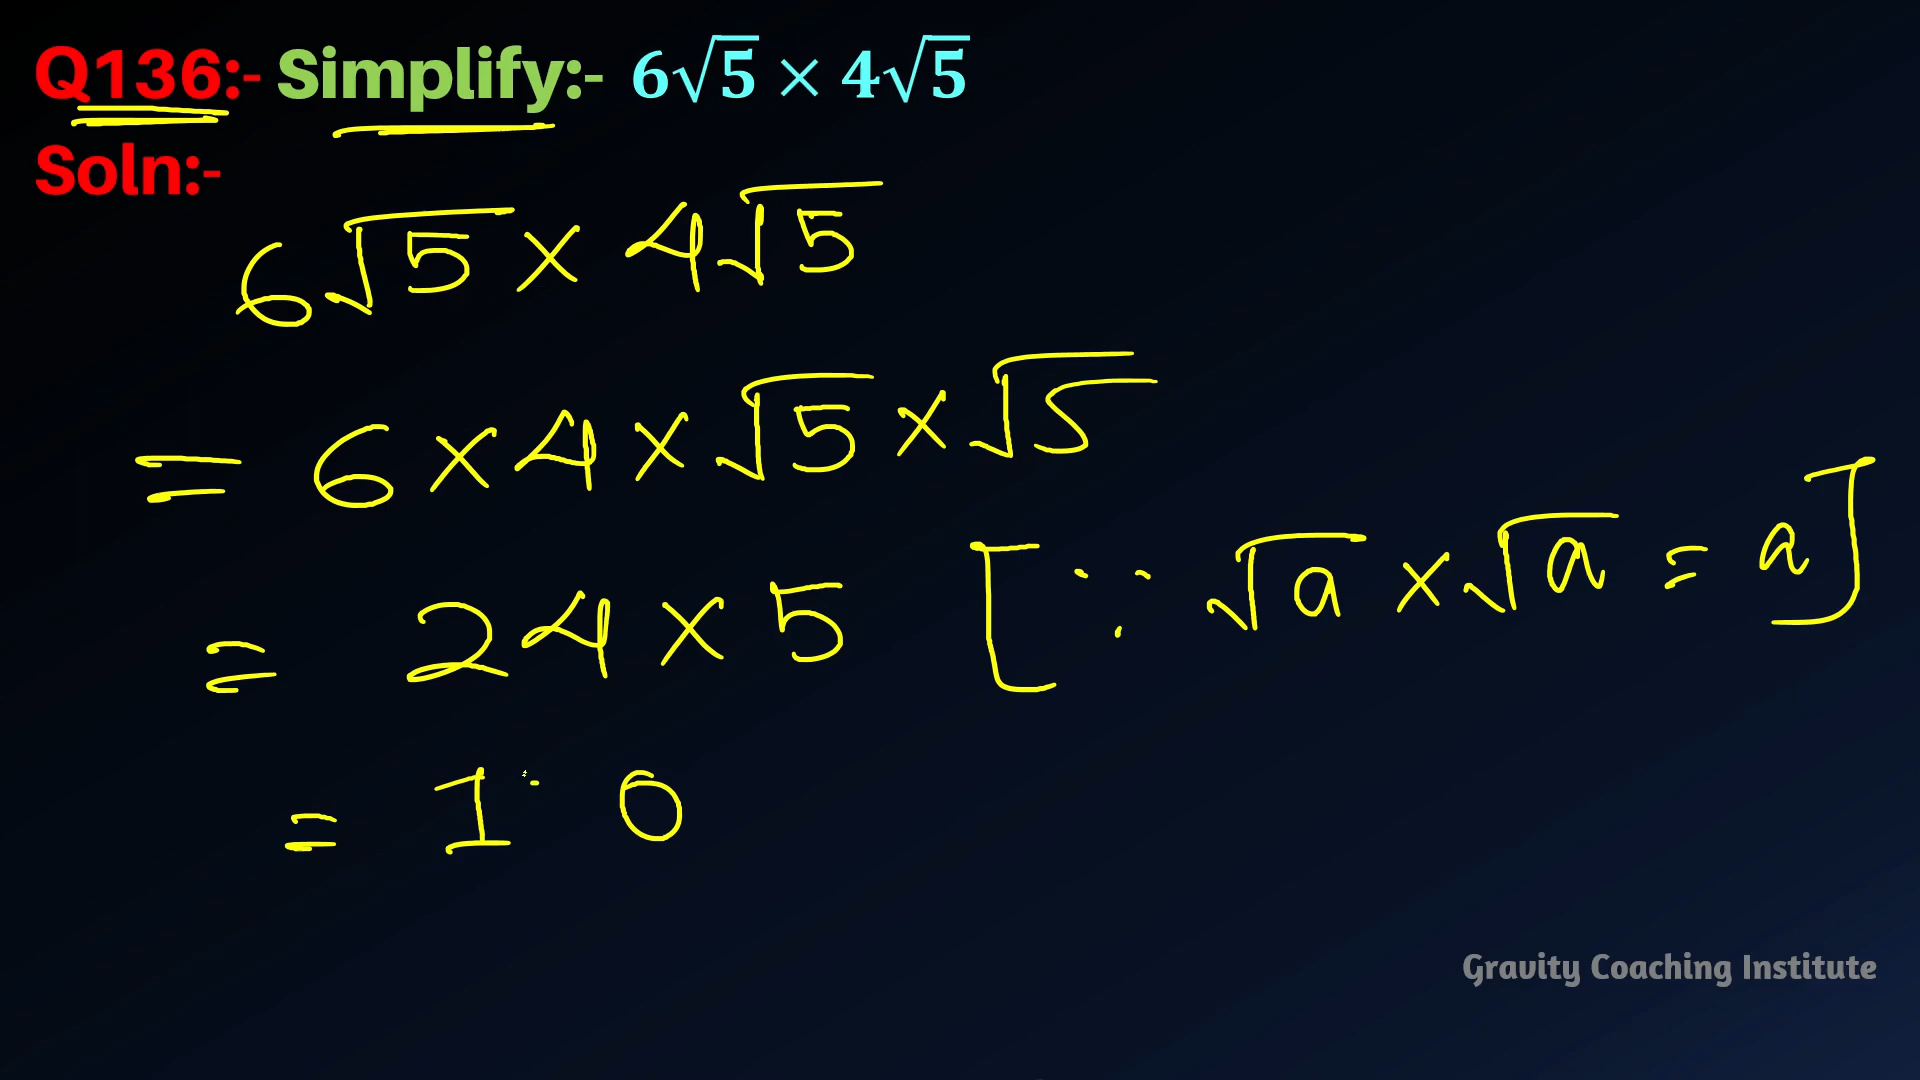 Q136:- Simplify:- 6√5 × 4√5
Soln:-
6√5 × 4√5
= 6 × 4 × √5 × √5
= 24 × 5 [∵ √a × √a = a]
= 1 0
Gravity Coaching Institute